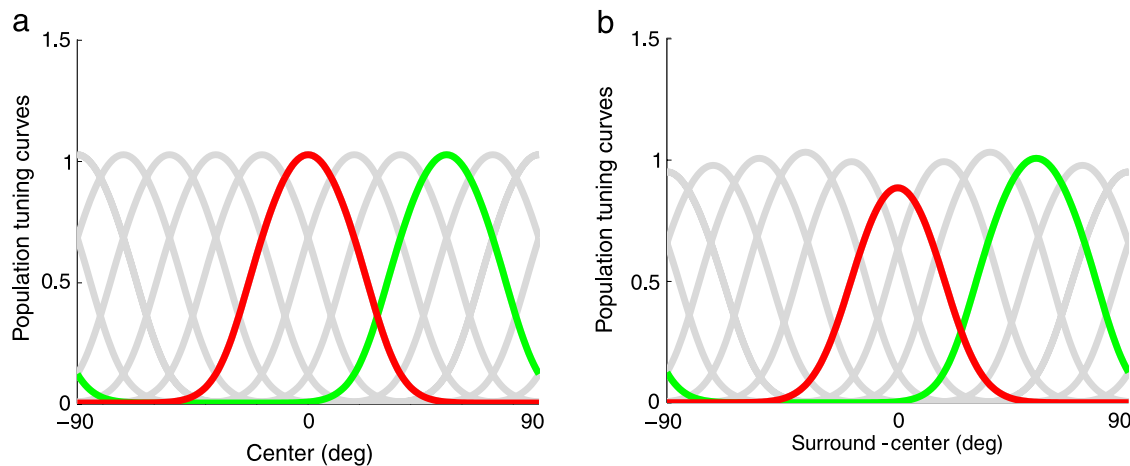 a
1.5
1
0.5
0
−90
0
90
Population tuning curves
Center (deg)
b
1.5
1
0.5
0
−90
0
90
Population tuning curves
Surround -center (deg)